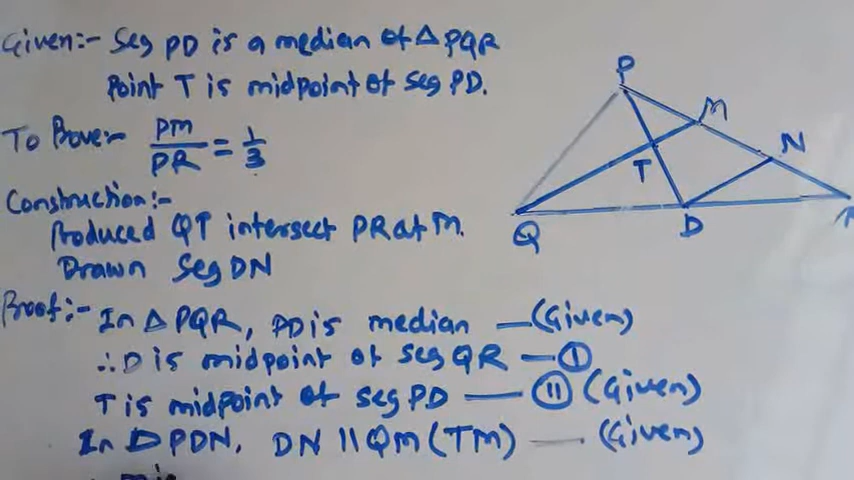 Given:- Seg PD is a median of △PQR
Point T is midpoint of seg PD.
To Prove:- PM/PR = 1/3
Construction:-
Produced QT intersect PR at M.
Drawn Seg DN
Proof:- In △PQR, PD is median —(Given)
∴ D is midpoint of seg QR —Ⓘ
T is midpoint of seg PD —— Ⓘⓘ (Given)
In △PDN, DN || QM (TM) —— (Given)
P
M
N
T
Q
D